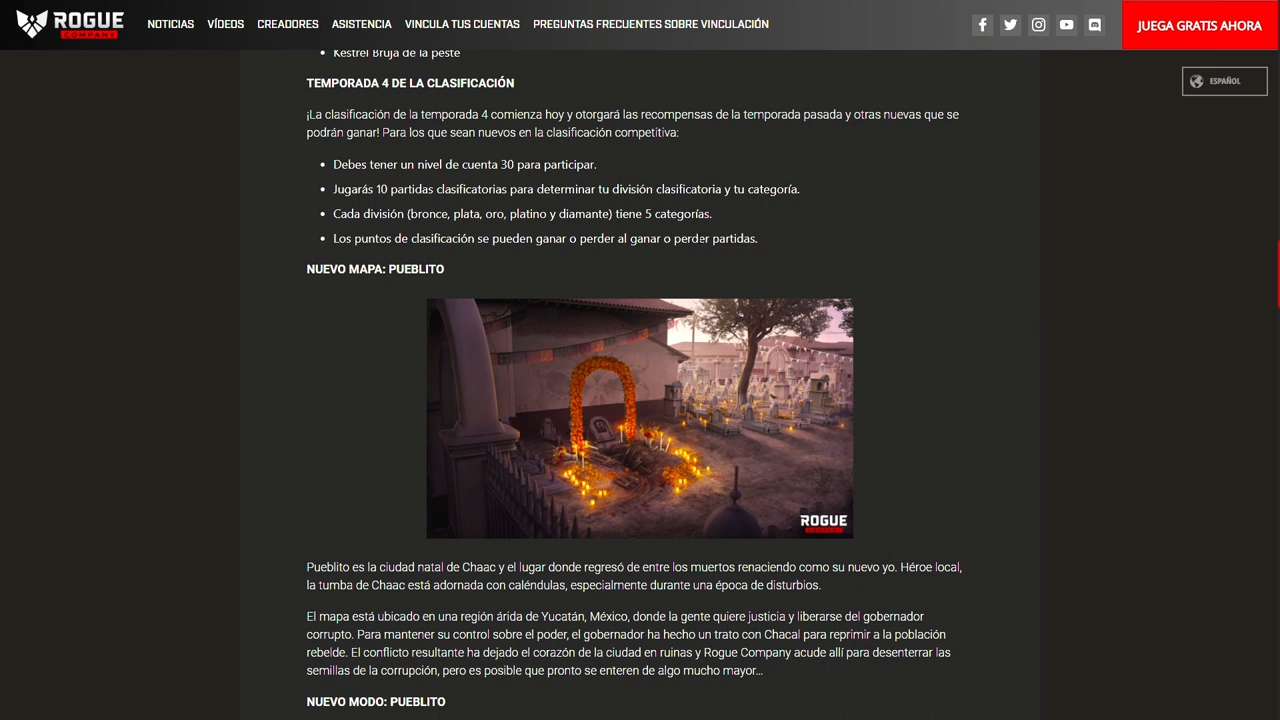 ROGUE
COMPANY
NOTICIAS VÍDEOS CREADORES ASISTENCIA VINCULA TUS CUENTAS PREGUNTAS FRECUENTES SOBRE VINCULACIÓN
JUEGA GRATIS AHORA
ESPAÑOL
• Kestrel Bruja de la peste
TEMPORADA 4 DE LA CLASIFICACIÓN
¡La clasificación de la temporada 4 comienza hoy y otorgará las recompensas de la temporada pasada y otras nuevas que se
podrán ganar! Para los que sean nuevos en la clasificación competitiva:
• Debes tener un nivel de cuenta 30 para participar.
• Jugarás 10 partidas clasificatorias para determinar tu división clasificatoria y tu categoría.
• Cada división (bronce, plata, oro, platino y diamante) tiene 5 categorías.
• Los puntos de clasificación se pueden ganar o perder al ganar o perder partidas.
NUEVO MAPA: PUEBLITO
ROGUE
COMPANY
Pueblito es la ciudad natal de Chaac y el lugar donde regresó de entre los muertos renaciendo como su nuevo yo. Héroe local,
la tumba de Chaac está adornada con caléndulas, especialmente durante una época de disturbios.
El mapa está ubicado en una región árida de Yucatán, México, donde la gente quiere justicia y liberarse del gobernador
corrupto. Para mantener su control sobre el poder, el gobernador ha hecho un trato con Chacal para reprimir a la población
rebelde. El conflicto resultante ha dejado el corazón de la ciudad en ruinas y Rogue Company acude allí para desenterrar las
semillas de la corrupción, pero es posible que pronto se enteren de algo mucho mayor...
NUEVO MODO: PUEBLITO